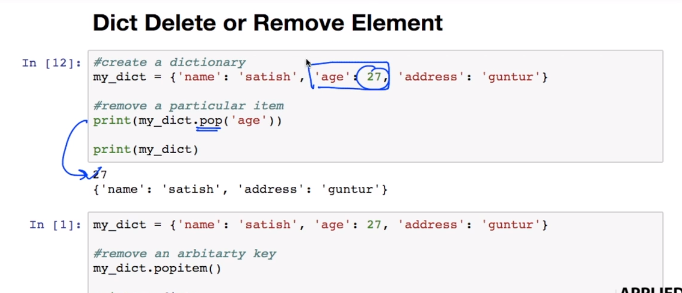 Dict Delete or Remove Element
In [12]: #create a dictionary
my_dict = {'name': 'satish', 'age': 27, 'address': 'guntur'}
#remove a particular item
print(my_dict.pop('age'))
print(my_dict)
27
{'name': 'satish', 'address': 'guntur'}
In [1]: my_dict = {'name': 'satish', 'age': 27, 'address': 'guntur'}
#remove an arbitarty key
my_dict.popitem()
APPLIED